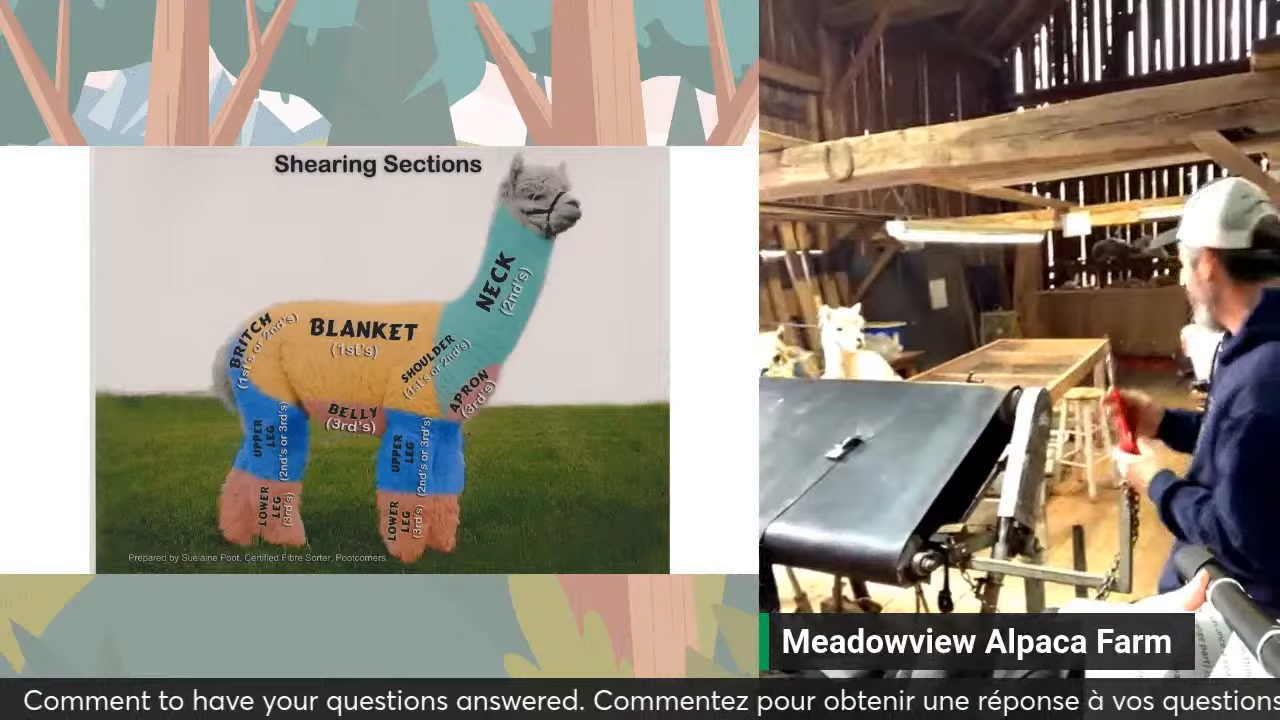 Shearing Sections
NECK
(2nd's)
BLANKET
(1st's)
BRITCH
(1st's or 2nd's)
SHOULDER
(1st's or 2nd's)
APRON
(3rd's)
BELLY
(3rd's)
UPPER
LEG
(2nd's or 3rd's)
UPPER
LEG
(2nd's or 3rd's)
LOWER
LEG
(3rd's)
LOWER
LEG
(3rd's)
Prepared by Suelaine Poot, Certified Fibre Sorter, Pootcorners
Meadowview Alpaca Farm
Comment to have your questions answered. Commentez pour obtenir une réponse à vos questions